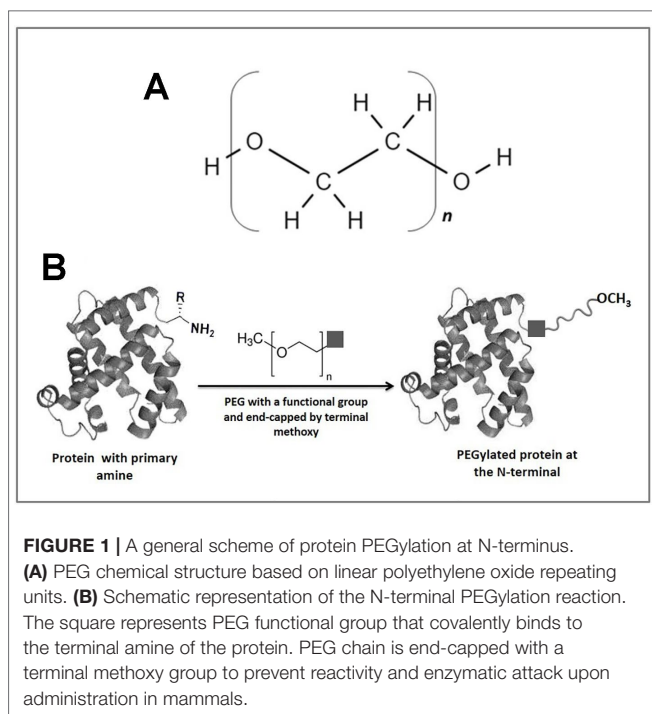 A
H
O
H H
C
C
H H
O
H
n
B
R
NH₂
H₃C
O
n
PEG with a functional group
and end-capped by terminal
methoxy
OCH₃
Protein with primary
amine
PEGylated protein at
the N-terminal
FIGURE 1 | A general scheme of protein PEGylation at N-terminus.
(A) PEG chemical structure based on linear polyethylene oxide repeating
units. (B) Schematic representation of the N-terminal PEGylation reaction.
The square represents PEG functional group that covalently binds to
the terminal amine of the protein. PEG chain is end-capped with a
terminal methoxy group to prevent reactivity and enzymatic attack upon
administration in mammals.